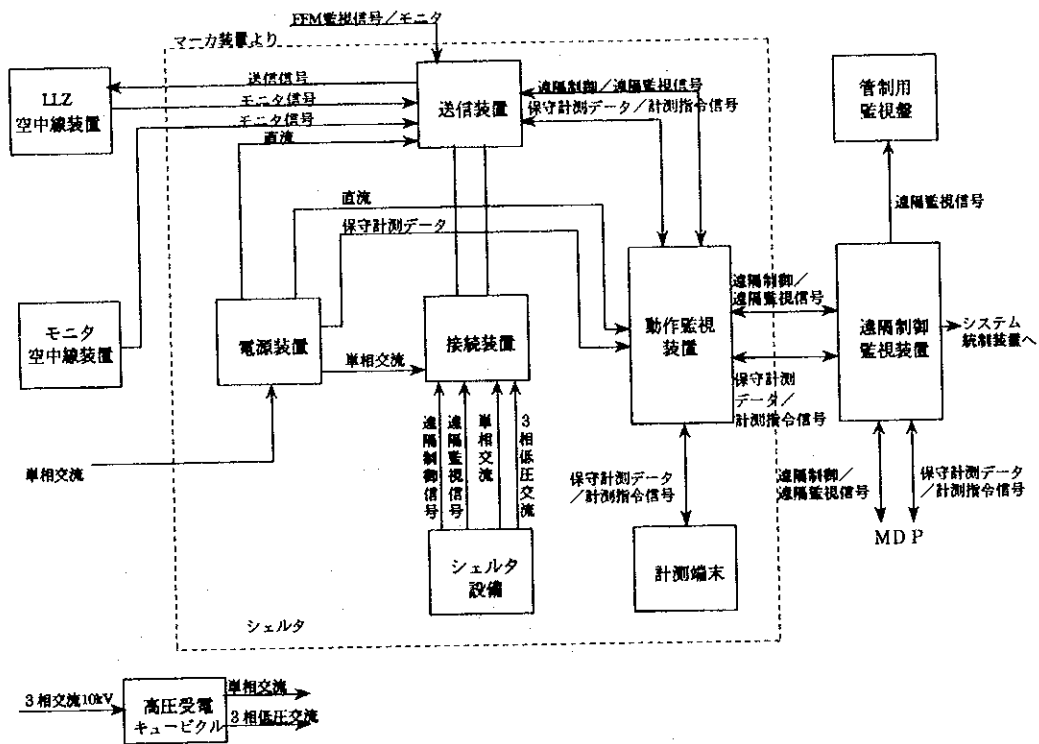 FFM監視信号/モニタ
マーカ装置より
送信信号
モニタ信号
モニタ信号
直流
LLZ
空中線装置
送信装置
遠隔制御/遠隔監視信号
保守計測データ/計測指令信号
管制用
監視盤
遠隔監視信号
直流
保守計測データ
モニタ
空中線装置
電源装置
単相交流
接続装置
動作監視
装置
遠隔制御/
遠隔監視信号
保守計測
データ/
計測指令信号
遠隔制御
監視装置
システム
統制装置へ
単相交流
遠隔制御信号
遠隔監視信号
単相交流
3相低圧交流
保守計測データ
/計測指令信号
遠隔制御/
遠隔監視信号
保守計測データ
/計測指令信号
MDP
シェルタ
設備
計測端末
シェルタ
3相交流10kV
高圧受電
キュービクル
単相交流
3相低圧交流